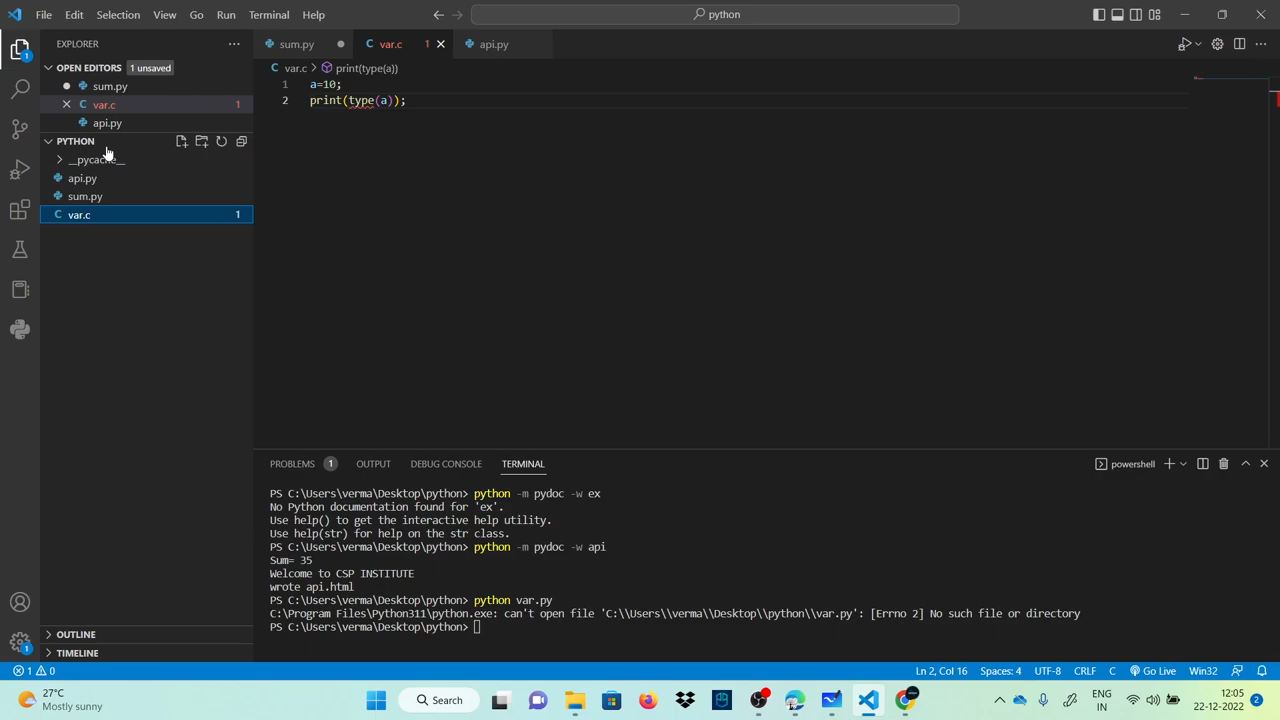 File Edit Selection View Go Run Terminal Help
python
EXPLORER
OPEN EDITORS 1 unsaved
sum.py
C var.c 1
api.py
PYTHON
__pycache__
api.py
sum.py
C var.c 1
OUTLINE
TIMELINE
sum.py C var.c 1 api.py
C var.c > print(type(a))
1 a=10;
2 print(type(a));
PROBLEMS 1 OUTPUT DEBUG CONSOLE TERMINAL
powershell
PS C:\Users\verma\Desktop\python> python -m pydoc -w ex
No Python documentation found for 'ex'.
Use help() to get the interactive help utility.
Use help(str) for help on the str class.
PS C:\Users\verma\Desktop\python> python -m pydoc -w api
Sum= 35
Welcome to CSP INSTITUTE
wrote api.html
PS C:\Users\verma\Desktop\python> python var.py
C:\Program Files\Python311\python.exe: can't open file 'C:\\Users\\verma\\Desktop\\python\\var.py': [Errno 2] No such file or directory
PS C:\Users\verma\Desktop\python>
1
1
1 0
Ln 2, Col 16 Spaces: 4 UTF-8 CRLF C Go Live Win32
27°C
Mostly sunny
Search
ENG
IN
12:05
22-12-2022
2